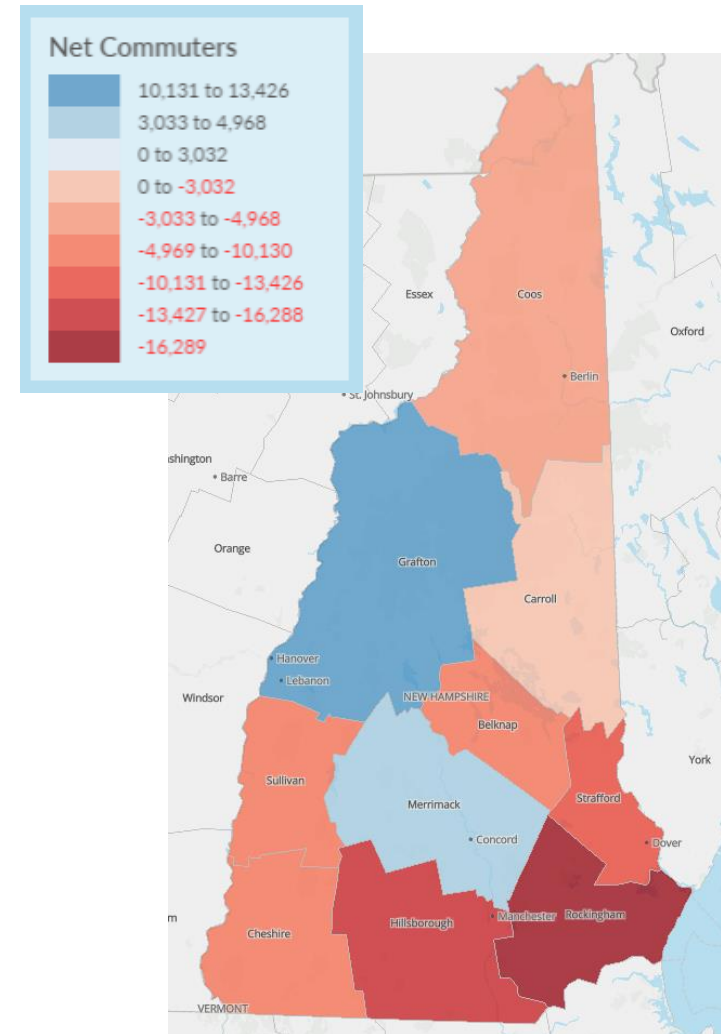 Net Commuters
10,131 to 13,426
3,033 to 4,968
0 to 3,032
0 to -3,032
-3,033 to -4,968
-4,969 to -10,130
-10,131 to -13,426
-13,427 to -16,288
-16,289
Essex
Coos
Oxford
Berlin
St. Johnsbury
shington
Barre
Orange
Grafton
Carroll
Hanover
Lebanon
Windsor
NEW HAMPSHIRE
Belknap
York
Sullivan
Strafford
Merrimack
Concord
Dover
m
Manchester
Rockingham
Hillsborough
Cheshire
VERMONT